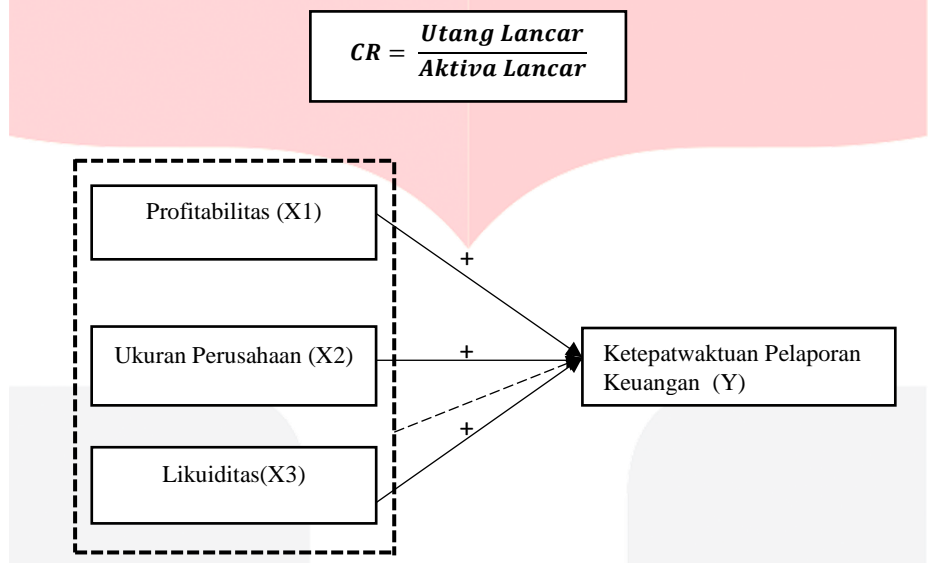 CR = Utang Lancar / Aktiva Lancar
Profitabilitas (X1)
+
Ukuran Perusahaan (X2)
+
Ketepatwaktuan Pelaporan
Keuangan (Y)
+
Likuiditas(X3)